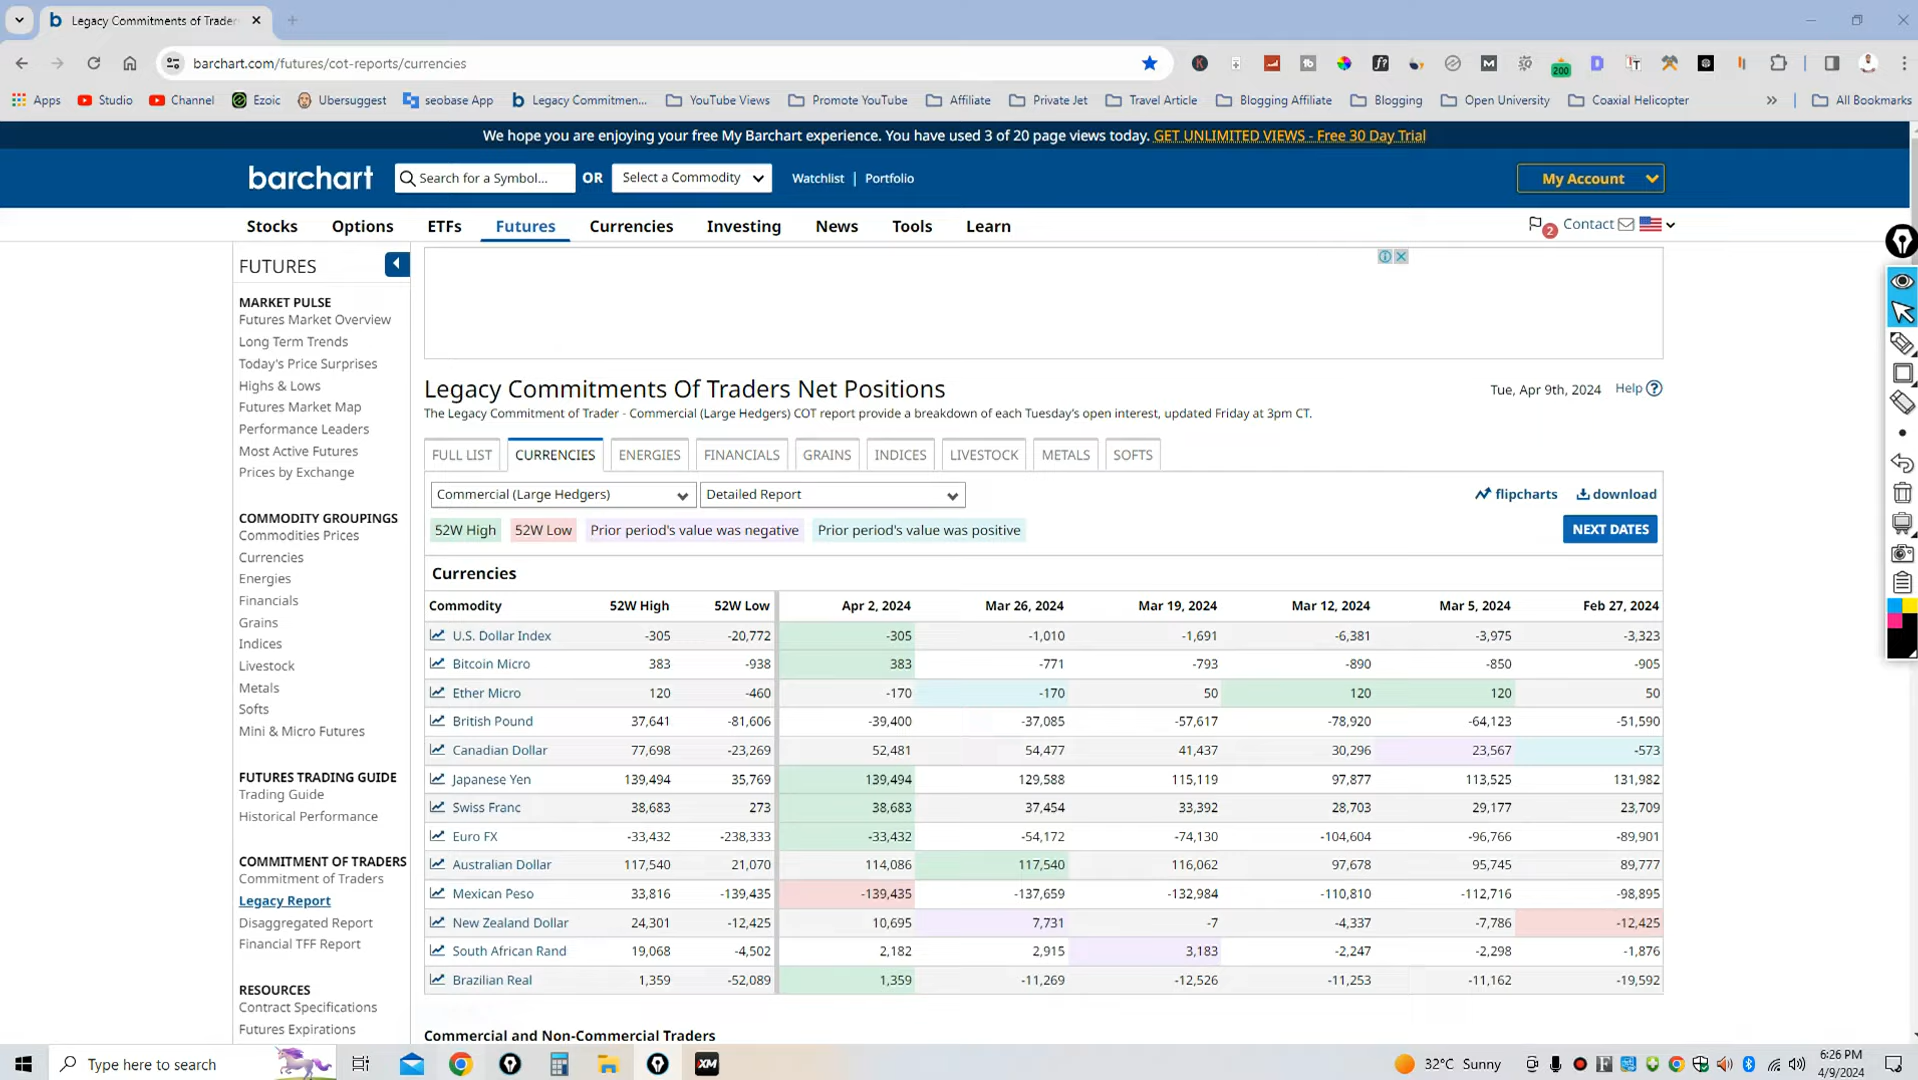 Legacy Commitments of Trader
barchart.com/futures/cot-reports/currencies
Apps Studio Channel Ezoic Ubersuggest seobase App Legacy Commitmen... YouTube Views Promote YouTube Affiliate Private Jet Travel Article Blogging Affiliate Blogging Open University Coaxial Helicopter » All Bookmarks
We hope you are enjoying your free My Barchart experience. You have used 3 of 20 page views today. GET UNLIMITED VIEWS - Free 30 Day Trial
barchart Search for a Symbol... OR Select a Commodity Watchlist | Portfolio My Account
Stocks Options ETFs Futures Currencies Investing News Tools Learn 2 Contact
FUTURES
MARKET PULSE
Futures Market Overview
Long Term Trends
Today's Price Surprises
Highs & Lows
Futures Market Map
Performance Leaders
Most Active Futures
Prices by Exchange
COMMODITY GROUPINGS
Commodities Prices
Currencies
Energies
Financials
Grains
Indices
Livestock
Metals
Softs
Mini & Micro Futures
FUTURES TRADING GUIDE
Trading Guide
Historical Performance
COMMITMENT OF TRADERS
Commitment of Traders
Legacy Report
Disaggregated Report
Financial TFF Report
RESOURCES
Contract Specifications
Futures Expirations
Legacy Commitments Of Traders Net Positions
Tue, Apr 9th, 2024 Help
The Legacy Commitment of Trader - Commercial (Large Hedgers) COT report provide a breakdown of each Tuesday's open interest, updated Friday at 3pm CT.
FULL LIST CURRENCIES ENERGIES FINANCIALS GRAINS INDICES LIVESTOCK METALS SOFTS
Commercial (Large Hedgers) Detailed Report flipcharts download
52W High 52W Low Prior period's value was negative Prior period's value was positive NEXT DATES
Currencies
Commodity 52W High 52W Low Apr 2, 2024 Mar 26, 2024 Mar 19, 2024 Mar 12, 2024 Mar 5, 2024 Feb 27, 2024
U.S. Dollar Index -305 -20,772 -305 -1,010 -1,691 -6,381 -3,975 -3,323
Bitcoin Micro 383 -938 383 -771 -793 -890 -850 -905
Ether Micro 120 -460 -170 -170 50 120 120 50
British Pound 37,641 -81,606 -39,400 -37,085 -57,617 -78,920 -64,123 -51,590
Canadian Dollar 77,698 -23,269 52,481 54,477 41,437 30,296 23,567 -573
Japanese Yen 139,494 35,769 139,494 129,588 115,119 97,877 113,525 131,982
Swiss Franc 38,683 273 38,683 37,454 33,392 28,703 29,177 23,709
Euro FX -33,432 -238,333 -33,432 -54,172 -74,130 -104,604 -96,766 -89,901
Australian Dollar 117,540 21,070 114,086 117,540 116,062 97,678 95,745 89,777
Mexican Peso 33,816 -139,435 -139,435 -137,659 -132,984 -110,810 -112,716 -98,895
New Zealand Dollar 24,301 -12,425 10,695 7,731 -7 -4,337 -7,786 -12,425
South African Rand 19,068 -4,502 2,182 2,915 3,183 -2,247 -2,298 -1,876
Brazilian Real 1,359 -52,089 1,359 -11,269 -12,526 -11,253 -11,162 -19,592
Commercial and Non-Commercial Traders
Type here to search
XM
32°C Sunny
6:26 PM
4/9/2024